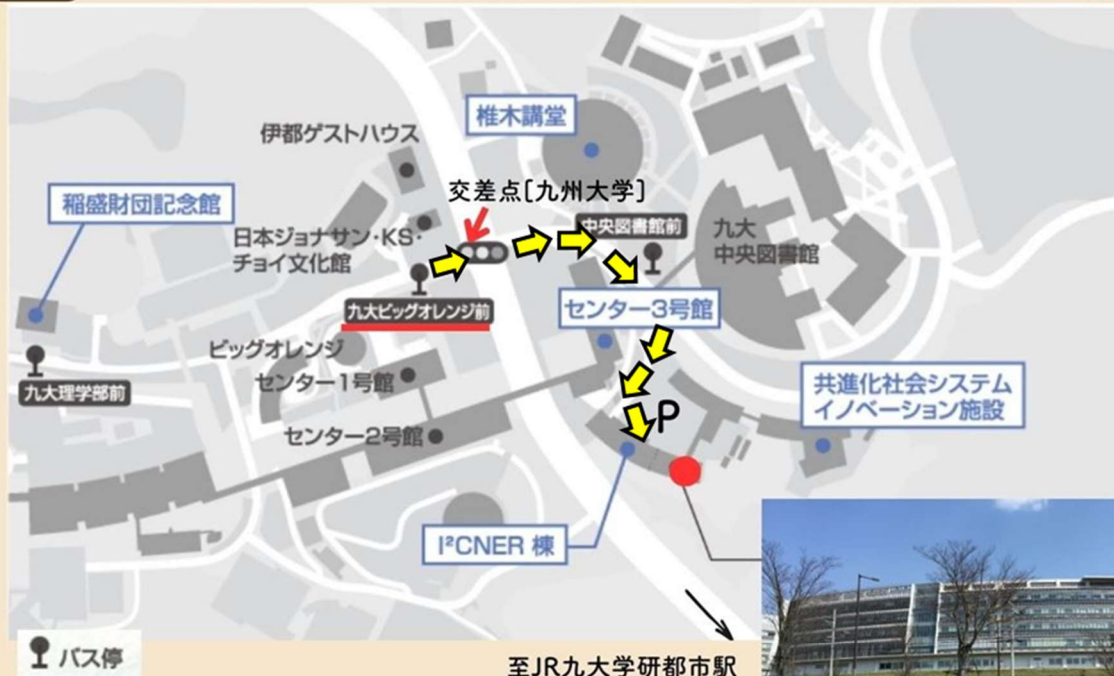 椎木講堂
伊都ゲストハウス
交差点[九州大学]
稲盛財団記念館
中央図書館前
九大
中央図書館
日本ジョナサン・KS・
チョイ文化館
九大ビッグオレンジ前
センター3号館
ビッグオレンジ
センター1号館
九大理学部前
共進化社会システム
イノベーション施設
P
センター2号館
I²CNER 棟
バス停
至JR九大学研都市駅